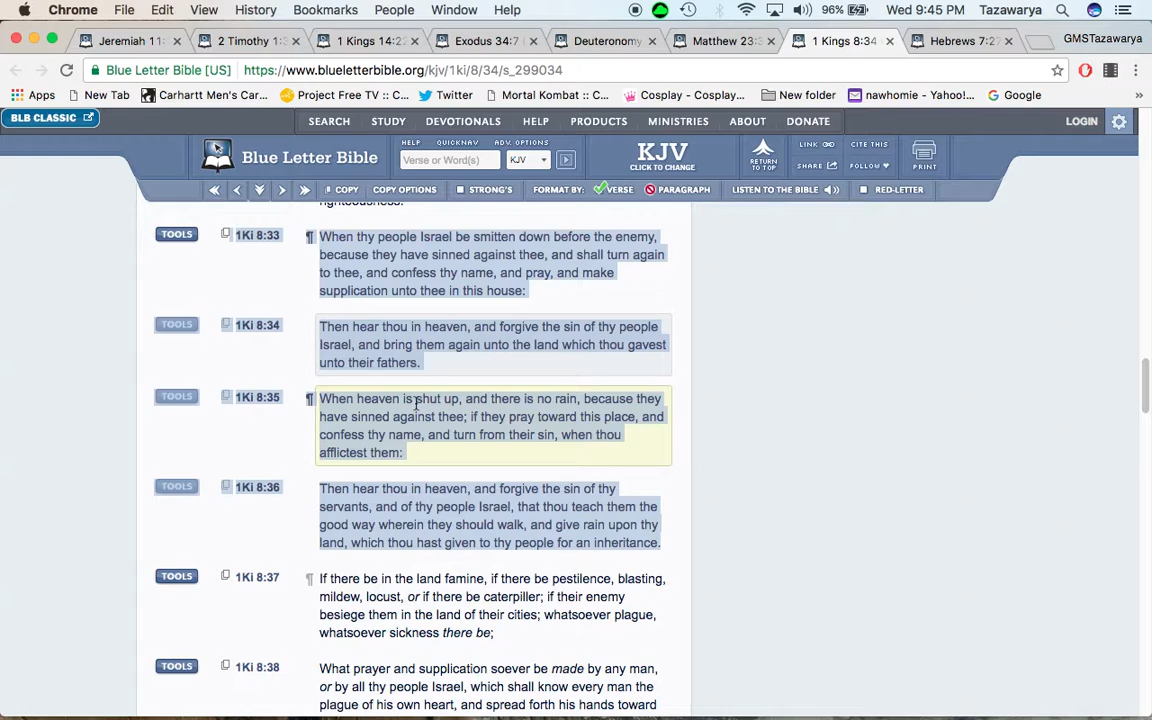 Chrome File Edit View History Bookmarks People Window Help 96% Wed 9:45 PM Tazawarya
Jeremiah 11: 2 Timothy 1:3 1 Kings 14:22 Exodus 34:7 Deuteronomy Matthew 23:3 1 Kings 8:34 Hebrews 7:27 GMSTazawarya
Blue Letter Bible [US] https://www.blueletterbible.org/kjv/1ki/8/34/s_299034
Apps New Tab Carhartt Men's Car... Project Free TV :: C... Twitter Mortal Kombat :: C... Cosplay - Cosplay... New folder nawhomie - Yahoo!... Google »
BLB CLASSIC SEARCH STUDY DEVOTIONALS HELP PRODUCTS MINISTRIES ABOUT DONATE LOGIN
HELP QUICKNAV ADV. OPTIONS
Blue Letter Bible Verse or Word(s) KJV KJV CLICK TO CHANGE RETURN TO TOP LINK CITE THIS SHARE FOLLOW PRINT
COPY COPY OPTIONS STRONG'S FORMAT BY: VERSE PARAGRAPH LISTEN TO THE BIBLE RED-LETTER
righteousness.
TOOLS 1Ki 8:33 ¶ When thy people Israel be smitten down before the enemy,
because they have sinned against thee, and shall turn again
to thee, and confess thy name, and pray, and make
supplication unto thee in this house:
TOOLS 1Ki 8:34 Then hear thou in heaven, and forgive the sin of thy people
Israel, and bring them again unto the land which thou gavest
unto their fathers.
TOOLS 1Ki 8:35 ¶ When heaven is shut up, and there is no rain, because they
have sinned against thee; if they pray toward this place, and
confess thy name, and turn from their sin, when thou
afflictest them:
TOOLS 1Ki 8:36 Then hear thou in heaven, and forgive the sin of thy
servants, and of thy people Israel, that thou teach them the
good way wherein they should walk, and give rain upon thy
land, which thou hast given to thy people for an inheritance.
TOOLS 1Ki 8:37 ¶ If there be in the land famine, if there be pestilence, blasting,
mildew, locust, or if there be caterpiller; if their enemy
besiege them in the land of their cities; whatsoever plague,
whatsoever sickness there be;
TOOLS 1Ki 8:38 What prayer and supplication soever be made by any man,
or by all thy people Israel, which shall know every man the
plague of his own heart, and spread forth his hands toward